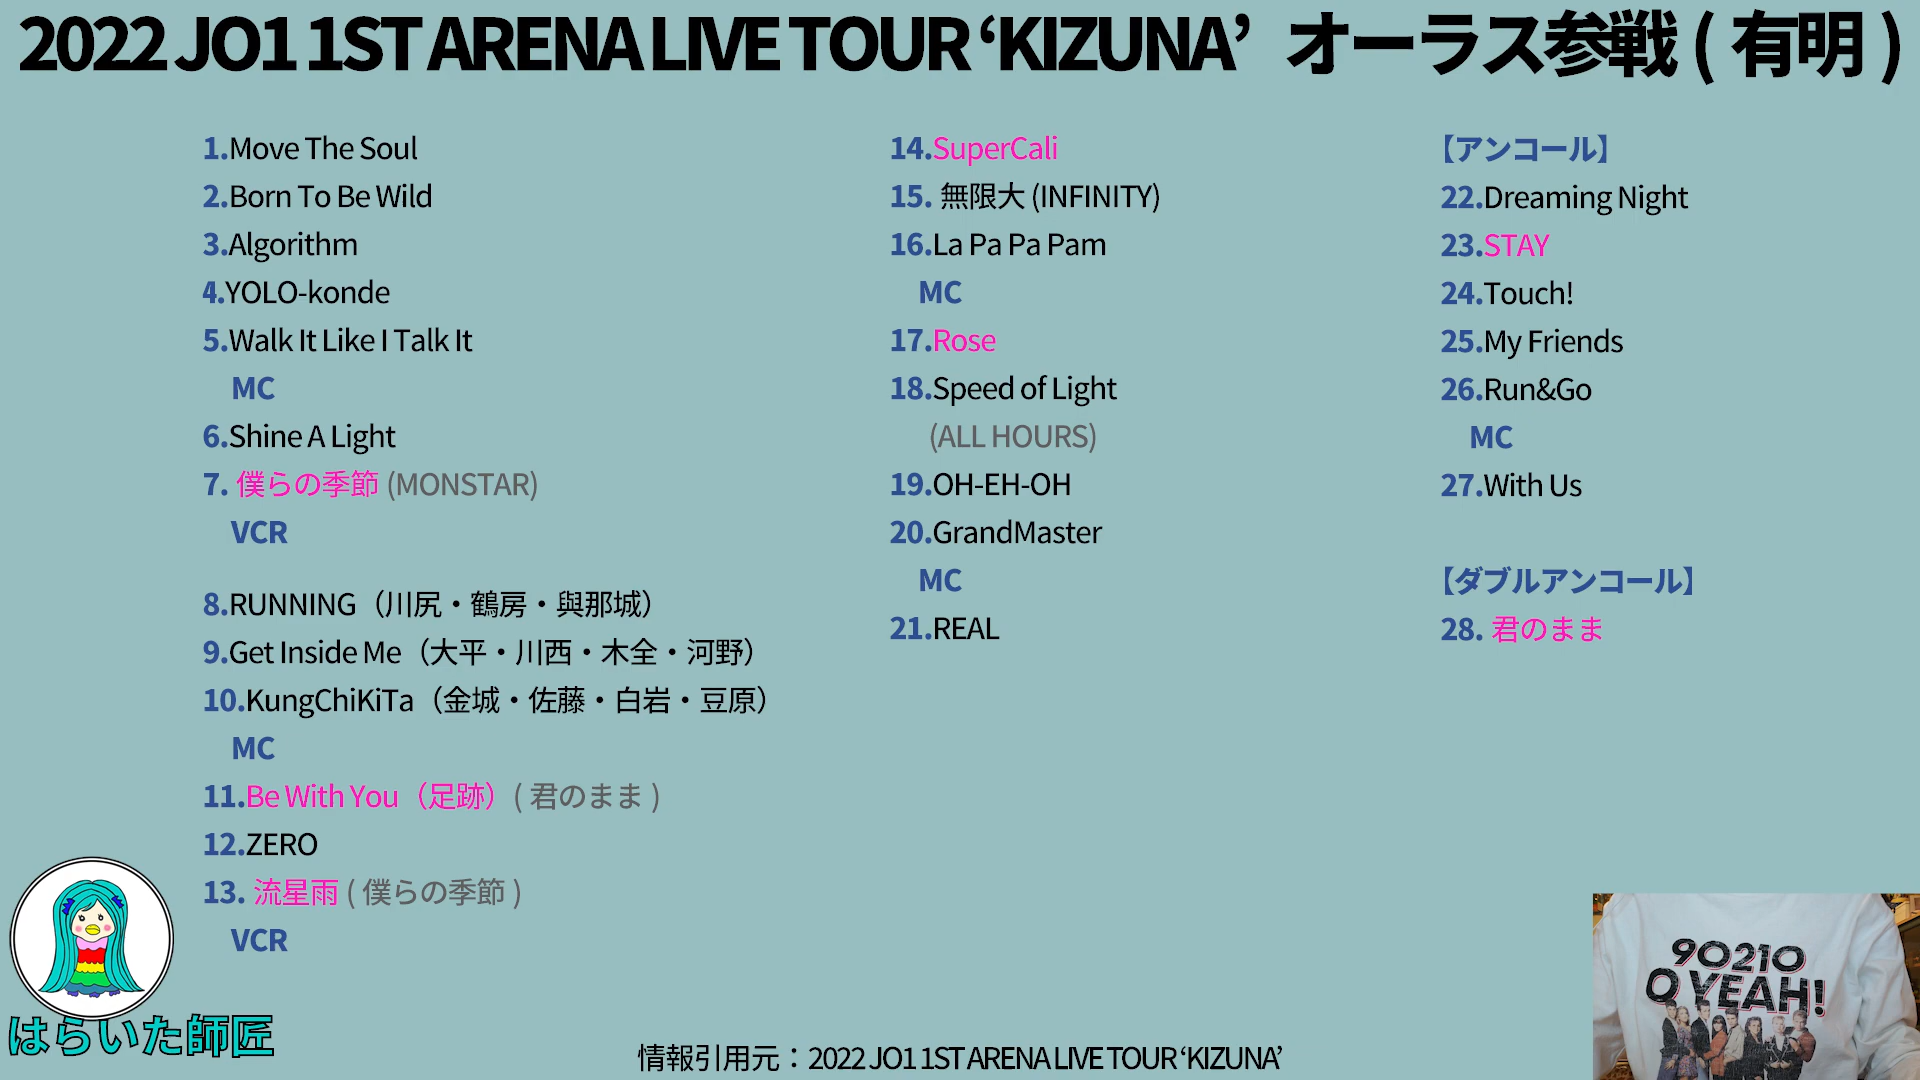 2022 JO1 1ST ARENA LIVE TOUR ‘KIZUNA’ オーラス参戦 ( 有明 )
1.Move The Soul
2.Born To Be Wild
3.Algorithm
4.YOLO-konde
5.Walk It Like I Talk It
MC
6.Shine A Light
7. 僕らの季節 (MONSTAR)
VCR
8.RUNNING（川尻・鶴房・與那城）
9.Get Inside Me（大平・川西・木全・河野）
10.KungChiKiTa（金城・佐藤・白岩・豆原）
MC
11.Be With You（足跡）( 君のまま )
12.ZERO
13. 流星雨 ( 僕らの季節 )
VCR
14.SuperCali
15. 無限大 (INFINITY)
16.La Pa Pa Pam
MC
17.Rose
18.Speed of Light
(ALL HOURS)
19.OH-EH-OH
20.GrandMaster
MC
21.REAL
【アンコール】
22.Dreaming Night
23.STAY
24.Touch!
25.My Friends
26.Run&Go
MC
27.With Us
【ダブルアンコール】
28. 君のまま
はらいた師匠
90210
O YEAH!
情報引用元：2022 JO1 1ST ARENA LIVE TOUR ‘KIZUNA’